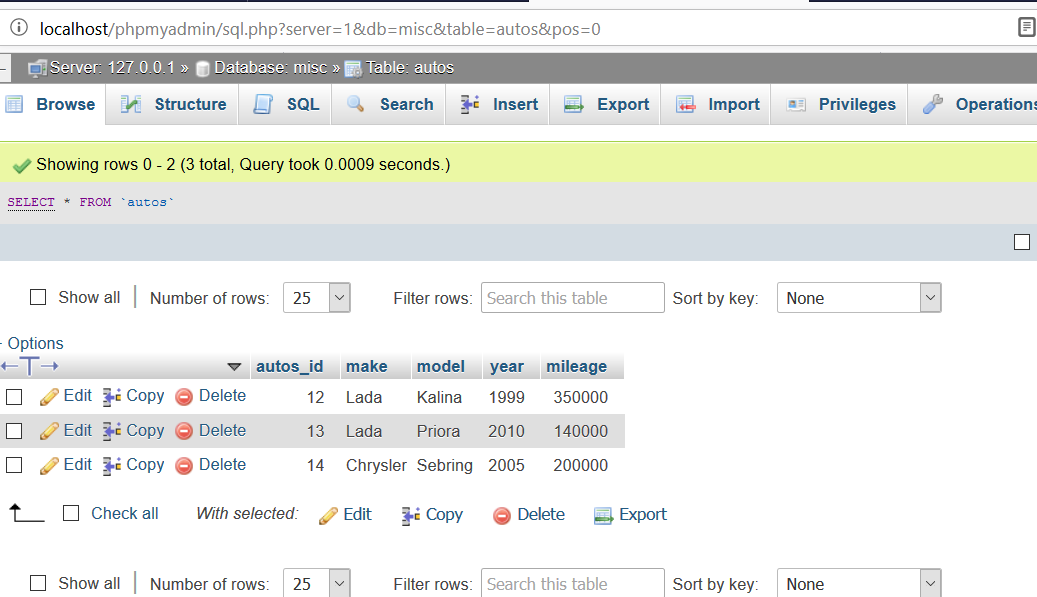 localhost/phpmyadmin/sql.php?server=1&db=misc&table=autos&pos=0
Server: 127.0.0.1 » Database: misc » Table: autos
Browse Structure SQL Search Insert Export Import Privileges Operations
Showing rows 0 - 2 (3 total, Query took 0.0009 seconds.)
SELECT * FROM `autos`
Show all Number of rows: 25 Filter rows: Search this table Sort by key: None
Options
autos_id make model year mileage
Edit Copy Delete 12 Lada Kalina 1999 350000
Edit Copy Delete 13 Lada Priora 2010 140000
Edit Copy Delete 14 Chrysler Sebring 2005 200000
Check all With selected: Edit Copy Delete Export
Show all Number of rows: 25 Filter rows: Search this table Sort by key: None